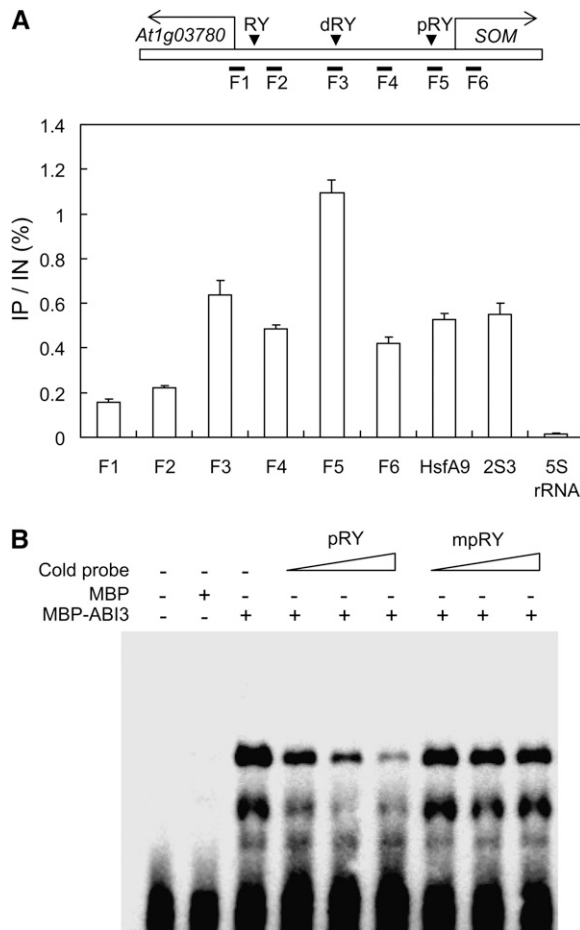 A
At1g03780 RY dRY pRY SOM
F1 F2 F3 F4 F5 F6
IP / IN (%)
1.4
1.2
1
0.8
0.6
0.4
0.2
0
F1 F2 F3 F4 F5 F6 HsfA9 2S3 5S
rRNA
B
pRY mpRY
Cold probe - - -
MBP - + - - - - - - -
MBP-ABI3 - - + + + + + + +